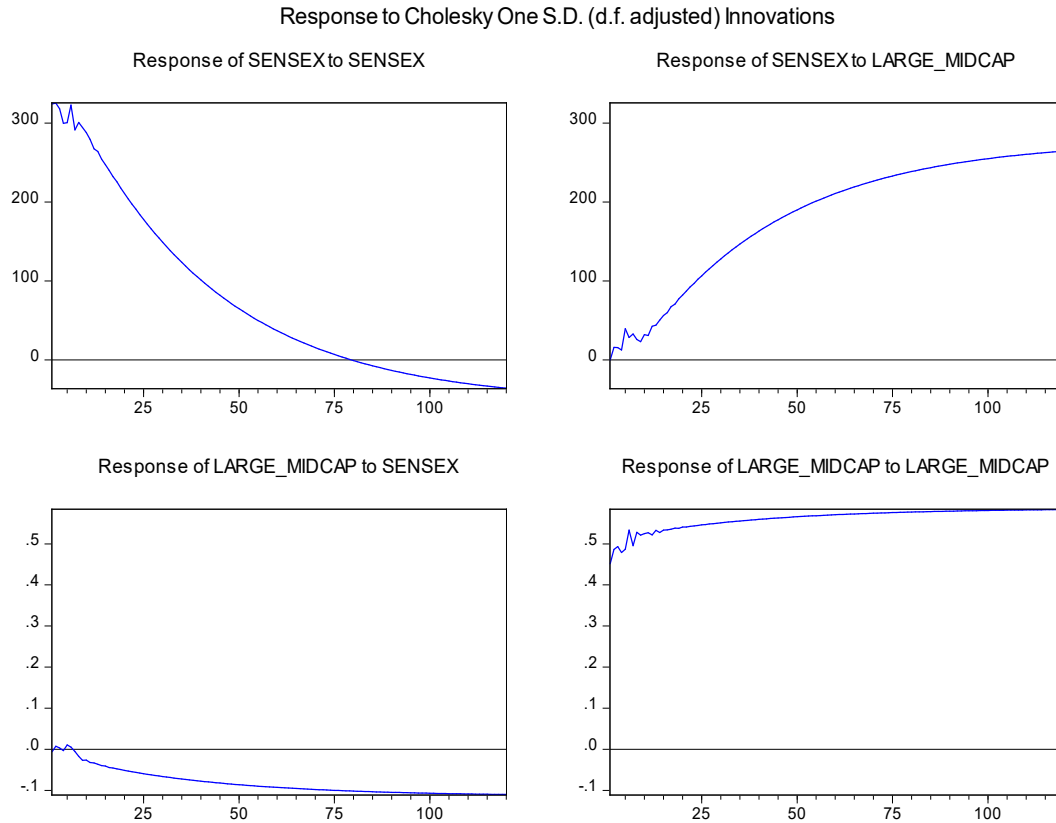 Response to Cholesky One S.D. (d.f. adjusted) Innovations
Response of SENSEX to SENSEX
Response of SENSEX to LARGE_MIDCAP
300
200
100
0
25 50 75 100
300
200
100
0
25 50 75 100
Response of LARGE_MIDCAP to SENSEX
Response of LARGE_MIDCAP to LARGE_MIDCAP
.5
.4
.3
.2
.1
.0
-.1
25 50 75 100
.5
.4
.3
.2
.1
.0
-.1
25 50 75 100